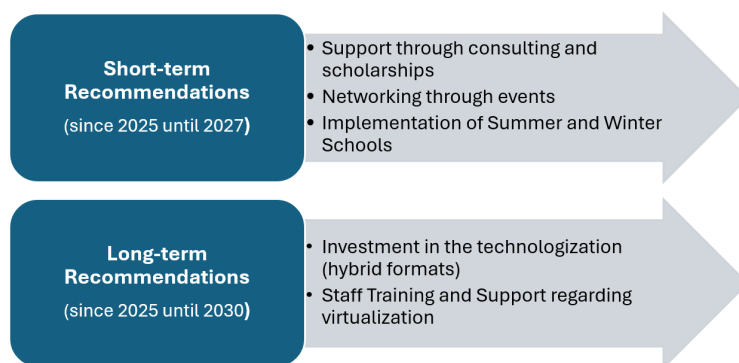 Short-term
Recommendations
(since 2025 until 2027)
• Support through consulting and
scholarships
• Networking through events
• Implementation of Summer and Winter
Schools
Long-term
Recommendations
(since 2025 until 2030)
• Investment in the technologization
(hybrid formats)
• Staff Training and Support regarding
virtualization